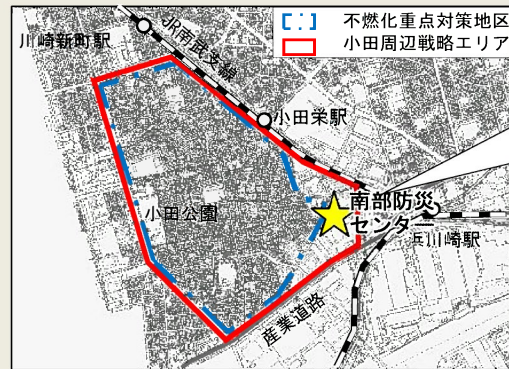 不燃化重点対策地区
小田周辺戦略エリア
川崎新町駅
JR南武支線
小田栄駅
小田公園
南部防災
センター
浜川崎駅
産業道路